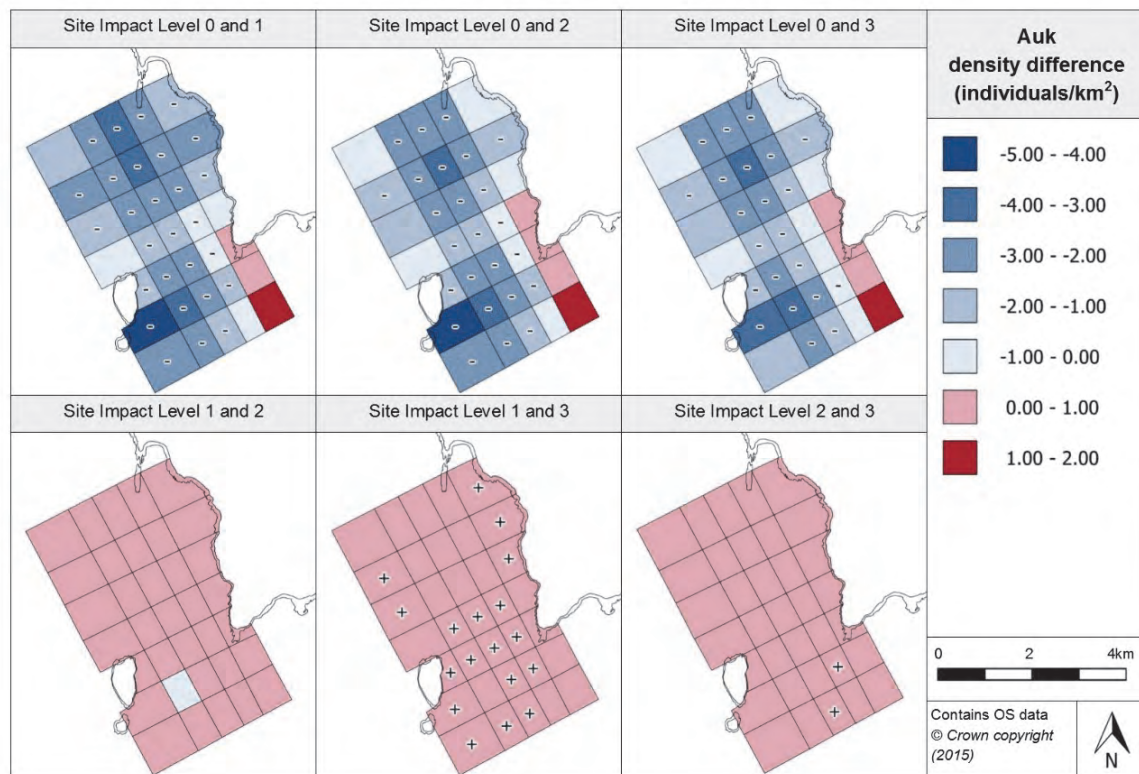 Site Impact Level 0 and 1
Site Impact Level 0 and 2
Site Impact Level 0 and 3
Auk
density difference
(individuals/km²)
-5.00 - -4.00
-4.00 - -3.00
-3.00 - -2.00
-2.00 - -1.00
-1.00 - 0.00
0.00 - 1.00
1.00 - 2.00
Site Impact Level 1 and 2
Site Impact Level 1 and 3
Site Impact Level 2 and 3
0 2 4km
Contains OS data
© Crown copyright
(2015)
N